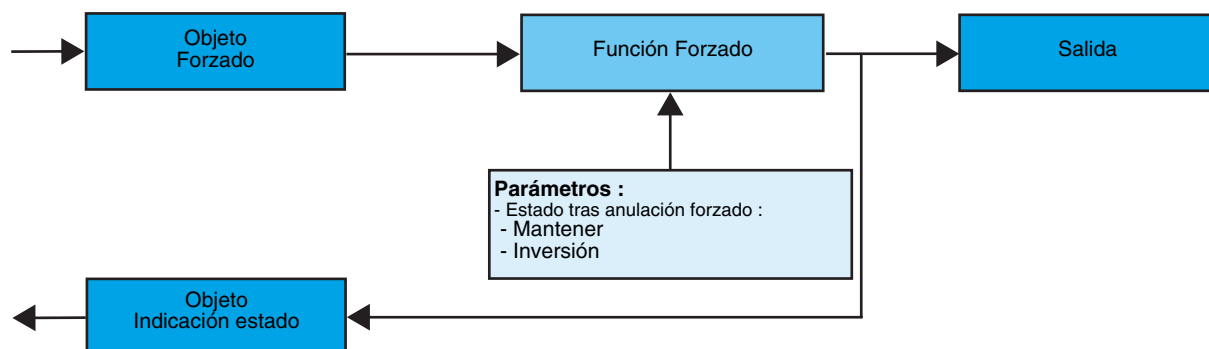 Objeto
Forzado
Función Forzado
Salida
Parámetros :
- Estado tras anulación forzado :
- Mantener
- Inversión
Objeto
Indicación estado